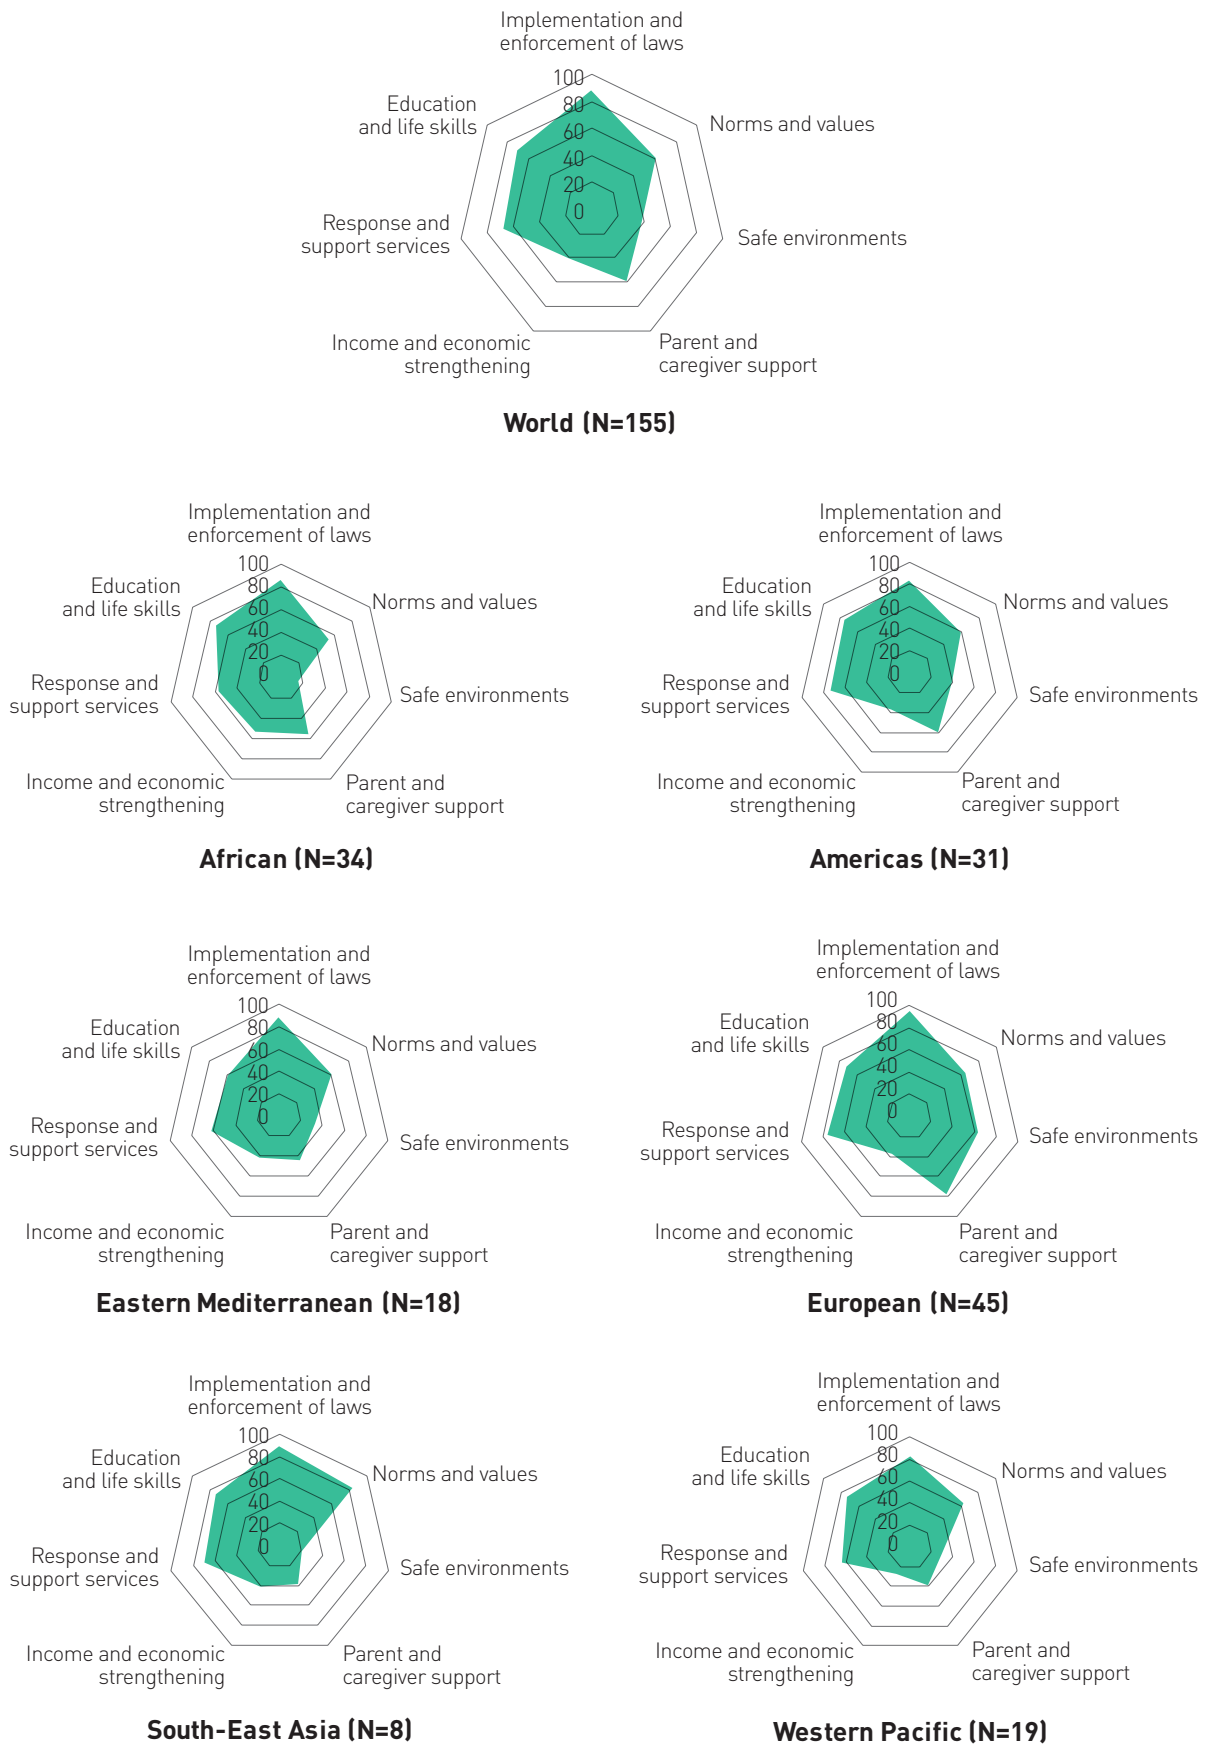 Implementation and
enforcement of laws
Education
and life skills
Norms and values
100
80
60
40
20
0
Response and
support services
Safe environments
Income and economic
strengthening
Parent and
caregiver support
World (N=155)
Implementation and
enforcement of laws
Education
and life skills
Norms and values
100
80
60
40
20
0
Response and
support services
Safe environments
Income and economic
strengthening
Parent and
caregiver support
African (N=34)
Implementation and
enforcement of laws
Education
and life skills
Norms and values
100
80
60
40
20
0
Response and
support services
Safe environments
Income and economic
strengthening
Parent and
caregiver support
Americas (N=31)
Implementation and
enforcement of laws
Education
and life skills
Norms and values
100
80
60
40
20
0
Response and
support services
Safe environments
Income and economic
strengthening
Parent and
caregiver support
Eastern Mediterranean (N=18)
Implementation and
enforcement of laws
Education
and life skills
Norms and values
100
80
60
40
20
0
Response and
support services
Safe environments
Income and economic
strengthening
Parent and
caregiver support
European (N=45)
Implementation and
enforcement of laws
Education
and life skills
Norms and values
100
80
60
40
20
0
Response and
support services
Safe environments
Income and economic
strengthening
Parent and
caregiver support
South-East Asia (N=8)
Implementation and
enforcement of laws
Education
and life skills
Norms and values
100
80
60
40
20
0
Response and
support services
Safe environments
Income and economic
strengthening
Parent and
caregiver support
Western Pacific (N=19)